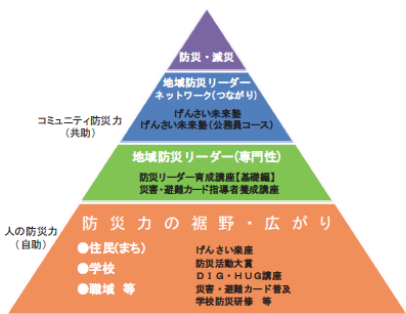 防災・減災
地域防災リーダー
ネットワーク(つながり)
げんさい未来塾
げんさい未来塾(公務員コース)
コミュニティ防災力
(共助)
地域防災リーダー(専門性)
防災リーダー育成講座【基礎編】
災害・避難カード指導者養成講座
人の防災力
(自助)
防災力の裾野・広がり
●住民(まち)
●学校
●職域 等
げんさい楽座
防災活動大賞
DIG・HUG講座
災害・避難カード普及
学校防災研修 等